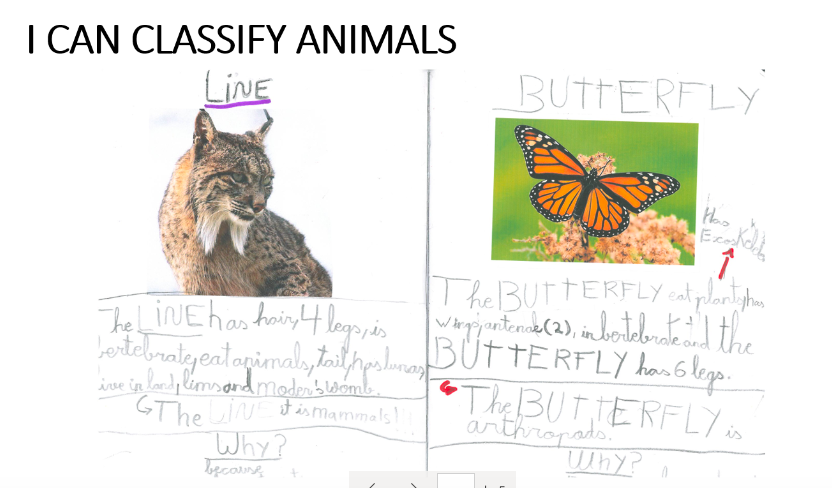 I CAN CLASSIFY ANIMALS
LiNE
The LiNE has hair, 4 legs, is
bertebrate, eat animals, tail, has lunars,
live in land, lims and moder's womb.
The LiNE it is mammals!!!
Why?
because
BUTTERFLY
Has
Exoskelet
The BUTTERFLY eat plants, has
wings, antenae (2), inbertebrate and the
BUTTERFLY has 6 legs.
The BUTTERFLY is
arthropods.
Why?